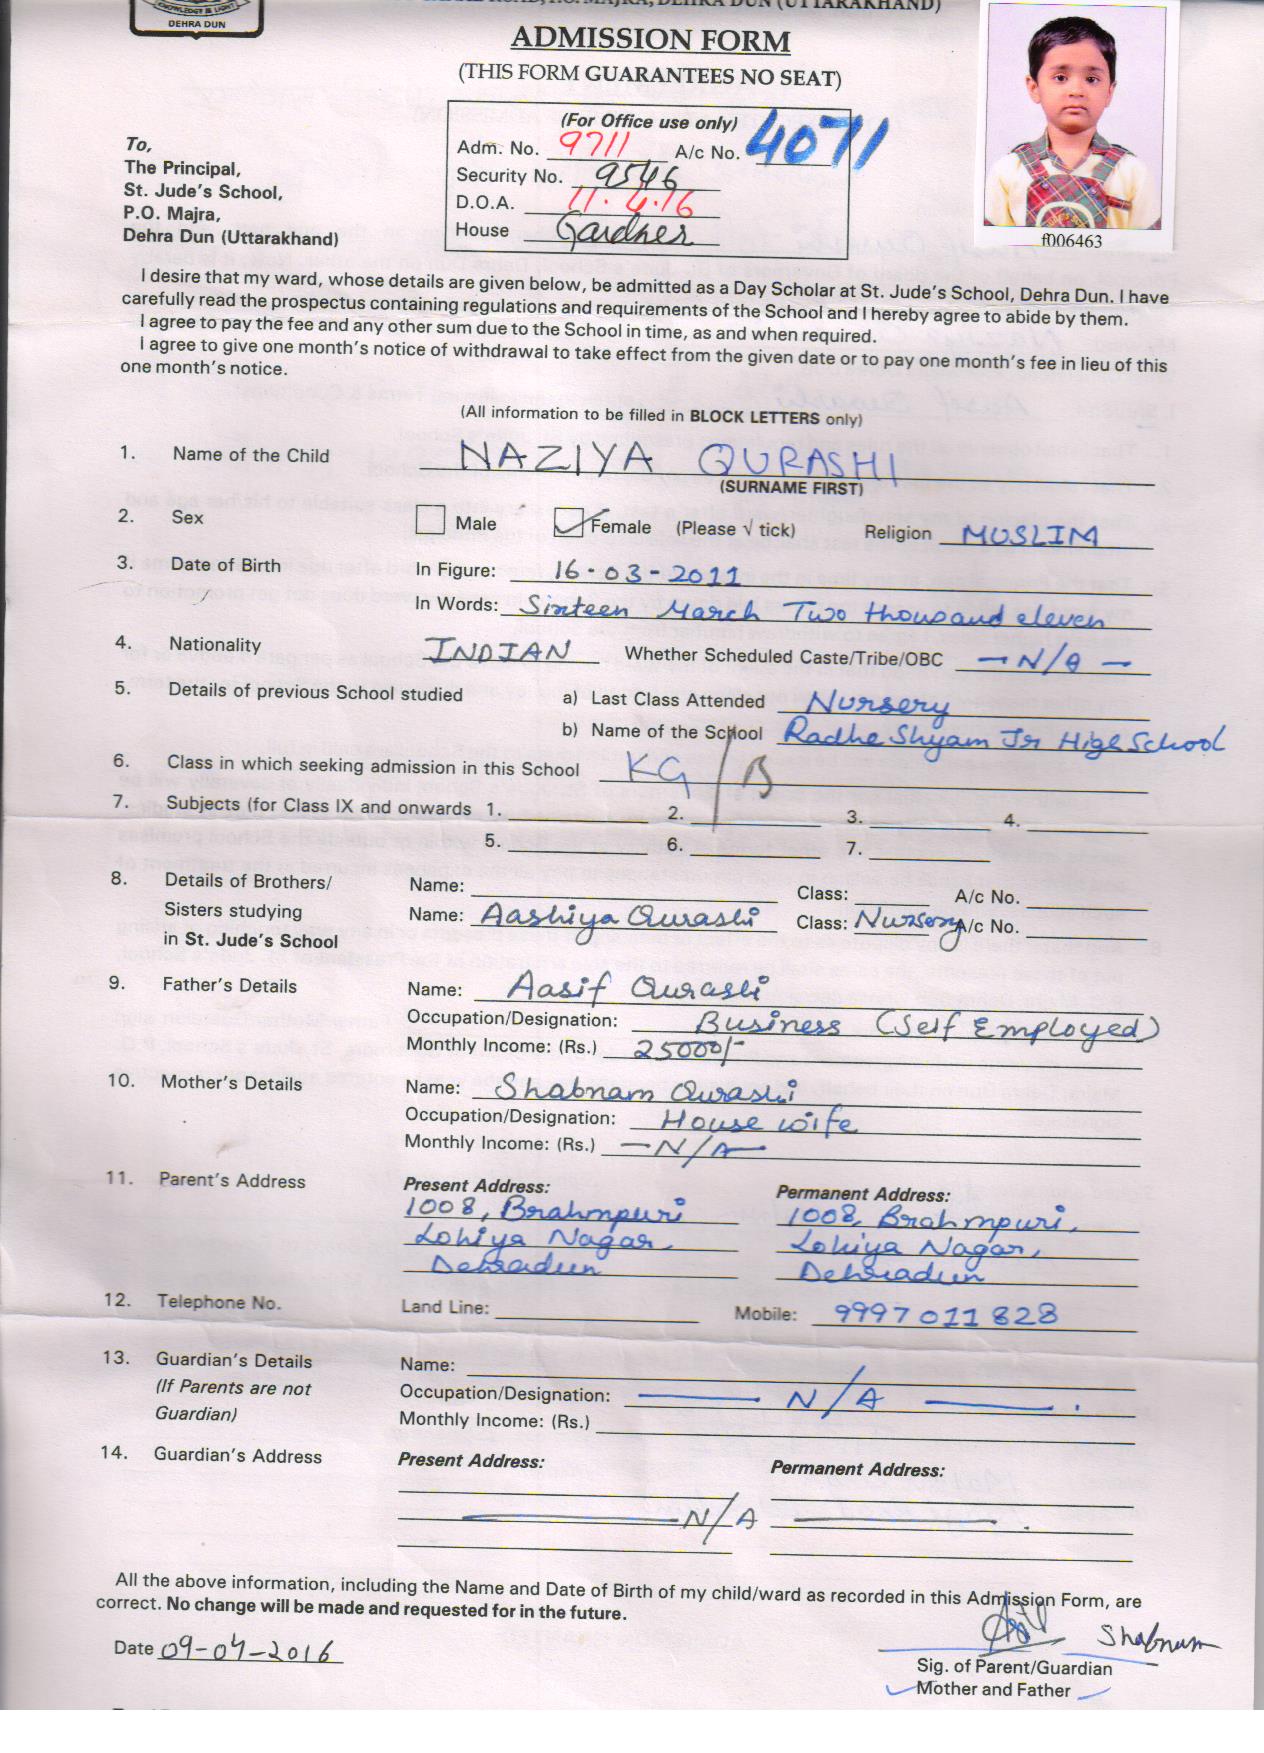 KNOWLEDGE IS LIGHT
DEHRA DUN
ROAD, P.O. MAJRA, DEHRA DUN (UTTARAKHAND)
ADMISSION FORM
(THIS FORM GUARANTEES NO SEAT)
(For Office use only)
Adm. No. 9711 A/c No. 4071
Security No. 9546
D.O.A. 11.4.16
House Gardner
f006463
To,
The Principal,
St. Jude's School,
P.O. Majra,
Dehra Dun (Uttarakhand)
I desire that my ward, whose details are given below, be admitted as a Day Scholar at St. Jude's School, Dehra Dun. I have
carefully read the prospectus containing regulations and requirements of the School and I hereby agree to abide by them.
I agree to pay the fee and any other sum due to the School in time, as and when required.
I agree to give one month's notice of withdrawal to take effect from the given date or to pay one month's fee in lieu of this
one month's notice.
(All information to be filled in BLOCK LETTERS only)
1. Name of the Child NAZIYA QURASHI
(SURNAME FIRST)
2. Sex Male Female (Please √ tick) Religion MUSLIM
3. Date of Birth In Figure: 16-03-2011
In Words: Sixteen March Two thousand eleven
4. Nationality INDIAN Whether Scheduled Caste/Tribe/OBC — N/A —
5. Details of previous School studied a) Last Class Attended Nursery
b) Name of the School Radhe Shyam Jr High School
6. Class in which seeking admission in this School KG / B
7. Subjects (for Class IX and onwards 1. 2. 3. 4.
5. 6. 7.
8. Details of Brothers/ Name: Class: A/c No.
Sisters studying Name: Aashiya Qurashi Class: Nursery A/c No.
in St. Jude's School
9. Father's Details Name: Aasif Qurashi
Occupation/Designation: Business (Self Employed)
Monthly Income: (Rs.) 25000/-
10. Mother's Details Name: Shabnam Qurashi
Occupation/Designation: House wife
Monthly Income: (Rs.) — N/A —
11. Parent's Address Present Address: Permanent Address:
1008, Brahmpuri 1008, Brahmpuri,
Lohiya Nagar, Lohiya Nagar,
Dehradun Dehradun
12. Telephone No. Land Line: Mobile: 9997011828
13. Guardian's Details Name:
(If Parents are not Occupation/Designation: — N/A —
Guardian) Monthly Income: (Rs.)
14. Guardian's Address Present Address: Permanent Address:
— N/A —
All the above information, including the Name and Date of Birth of my child/ward as recorded in this Admission Form, are
correct. No change will be made and requested for in the future.
Date 09-04-2016 Shabnam
Sig. of Parent/Guardian
Mother and Father